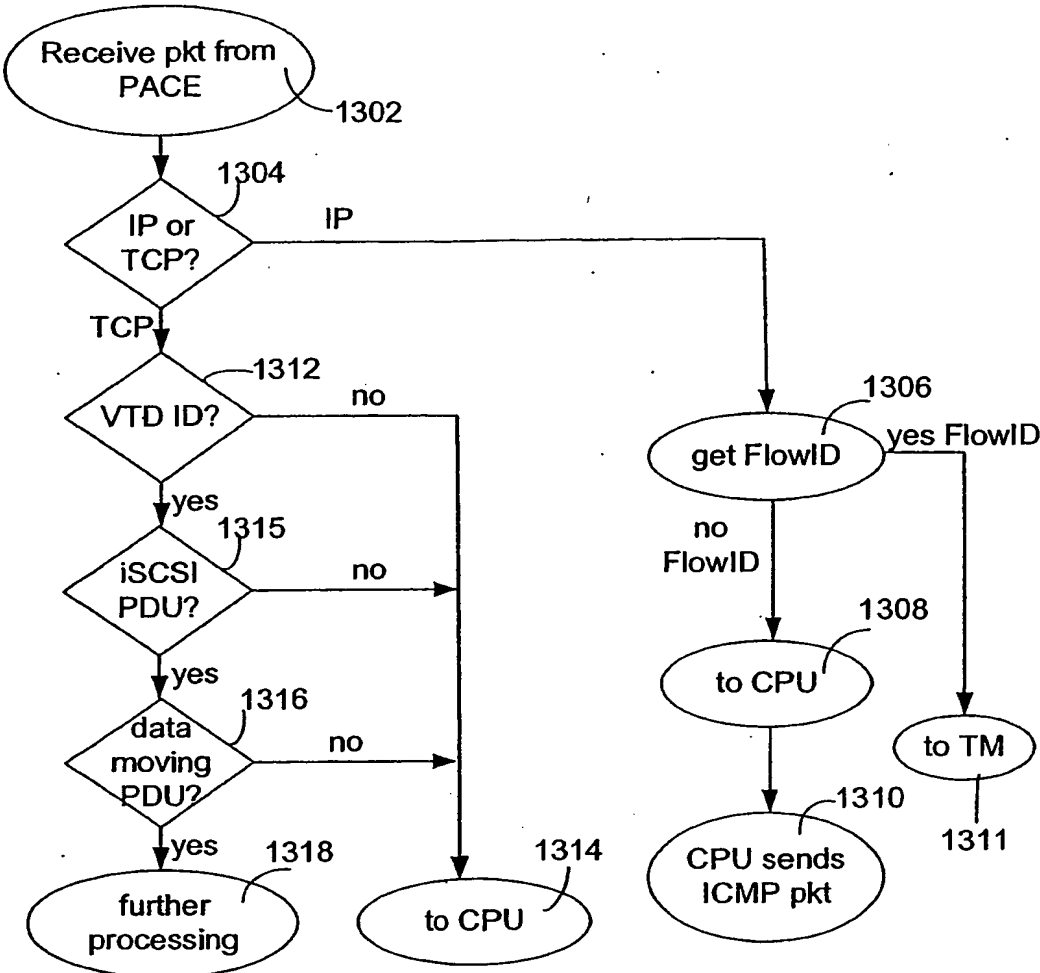 Receive pkt from
PACE
1302
1304
IP or
TCP?
IP
TCP
1312
VTD ID?
no
yes
1306
get FlowID
yes FlowID
no
FlowID
1315
iSCSI
PDU?
no
yes
1308
to CPU
1316
data
moving
PDU?
no
yes
to TM
1311
1310
CPU sends
ICMP pkt
1318
further
processing
1314
to CPU